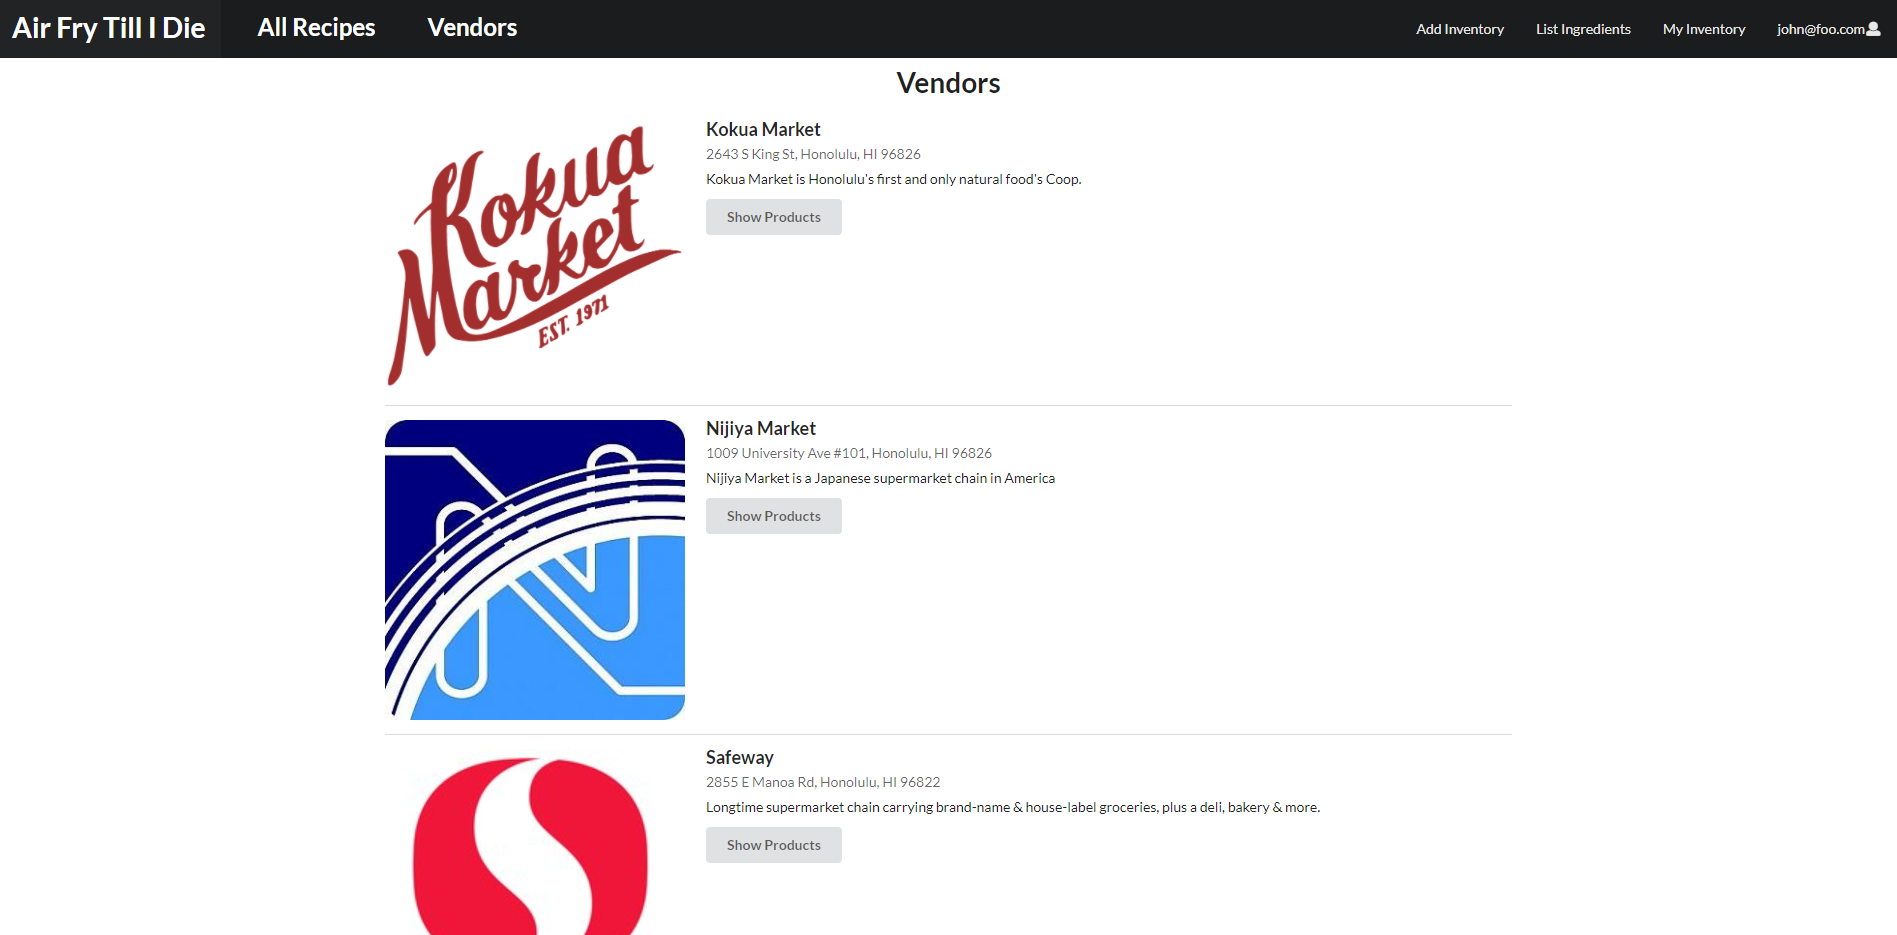 Air Fry Till I Die
All Recipes
Vendors
Add Inventory
List Ingredients
My Inventory
john@foo.com
Vendors
Kokua
Market
EST. 1971
Kokua Market
2643 S King St, Honolulu, HI 96826
Kokua Market is Honolulu's first and only natural food's Coop.
Show Products
Nijiya Market
1009 University Ave #101, Honolulu, HI 96826
Nijiya Market is a Japanese supermarket chain in America
Show Products
Safeway
2855 E Manoa Rd, Honolulu, HI 96822
Longtime supermarket chain carrying brand-name & house-label groceries, plus a deli, bakery & more.
Show Products